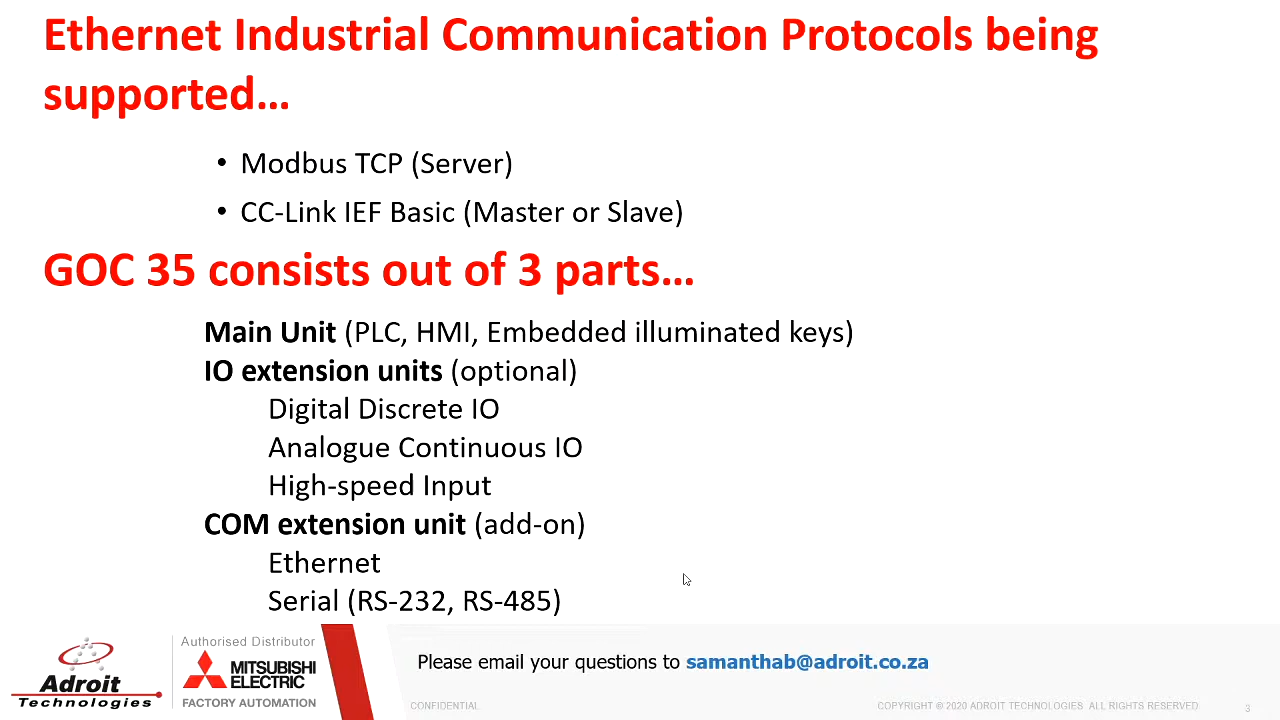 Ethernet Industrial Communication Protocols being
supported…
• Modbus TCP (Server)
• CC-Link IEF Basic (Master or Slave)
GOC 35 consists out of 3 parts…
Main Unit (PLC, HMI, Embedded illuminated keys)
IO extension units (optional)
Digital Discrete IO
Analogue Continuous IO
High-speed Input
COM extension unit (add-on)
Ethernet
Serial (RS-232, RS-485)
Adroit
Technologies
Authorised Distributor
MITSUBISHI
ELECTRIC
FACTORY AUTOMATION
Please email your questions to samanthab@adroit.co.za
CONFIDENTIAL
COPYRIGHT © 2020 ADROIT TECHNOLOGIES. ALL RIGHTS RESERVED.
3